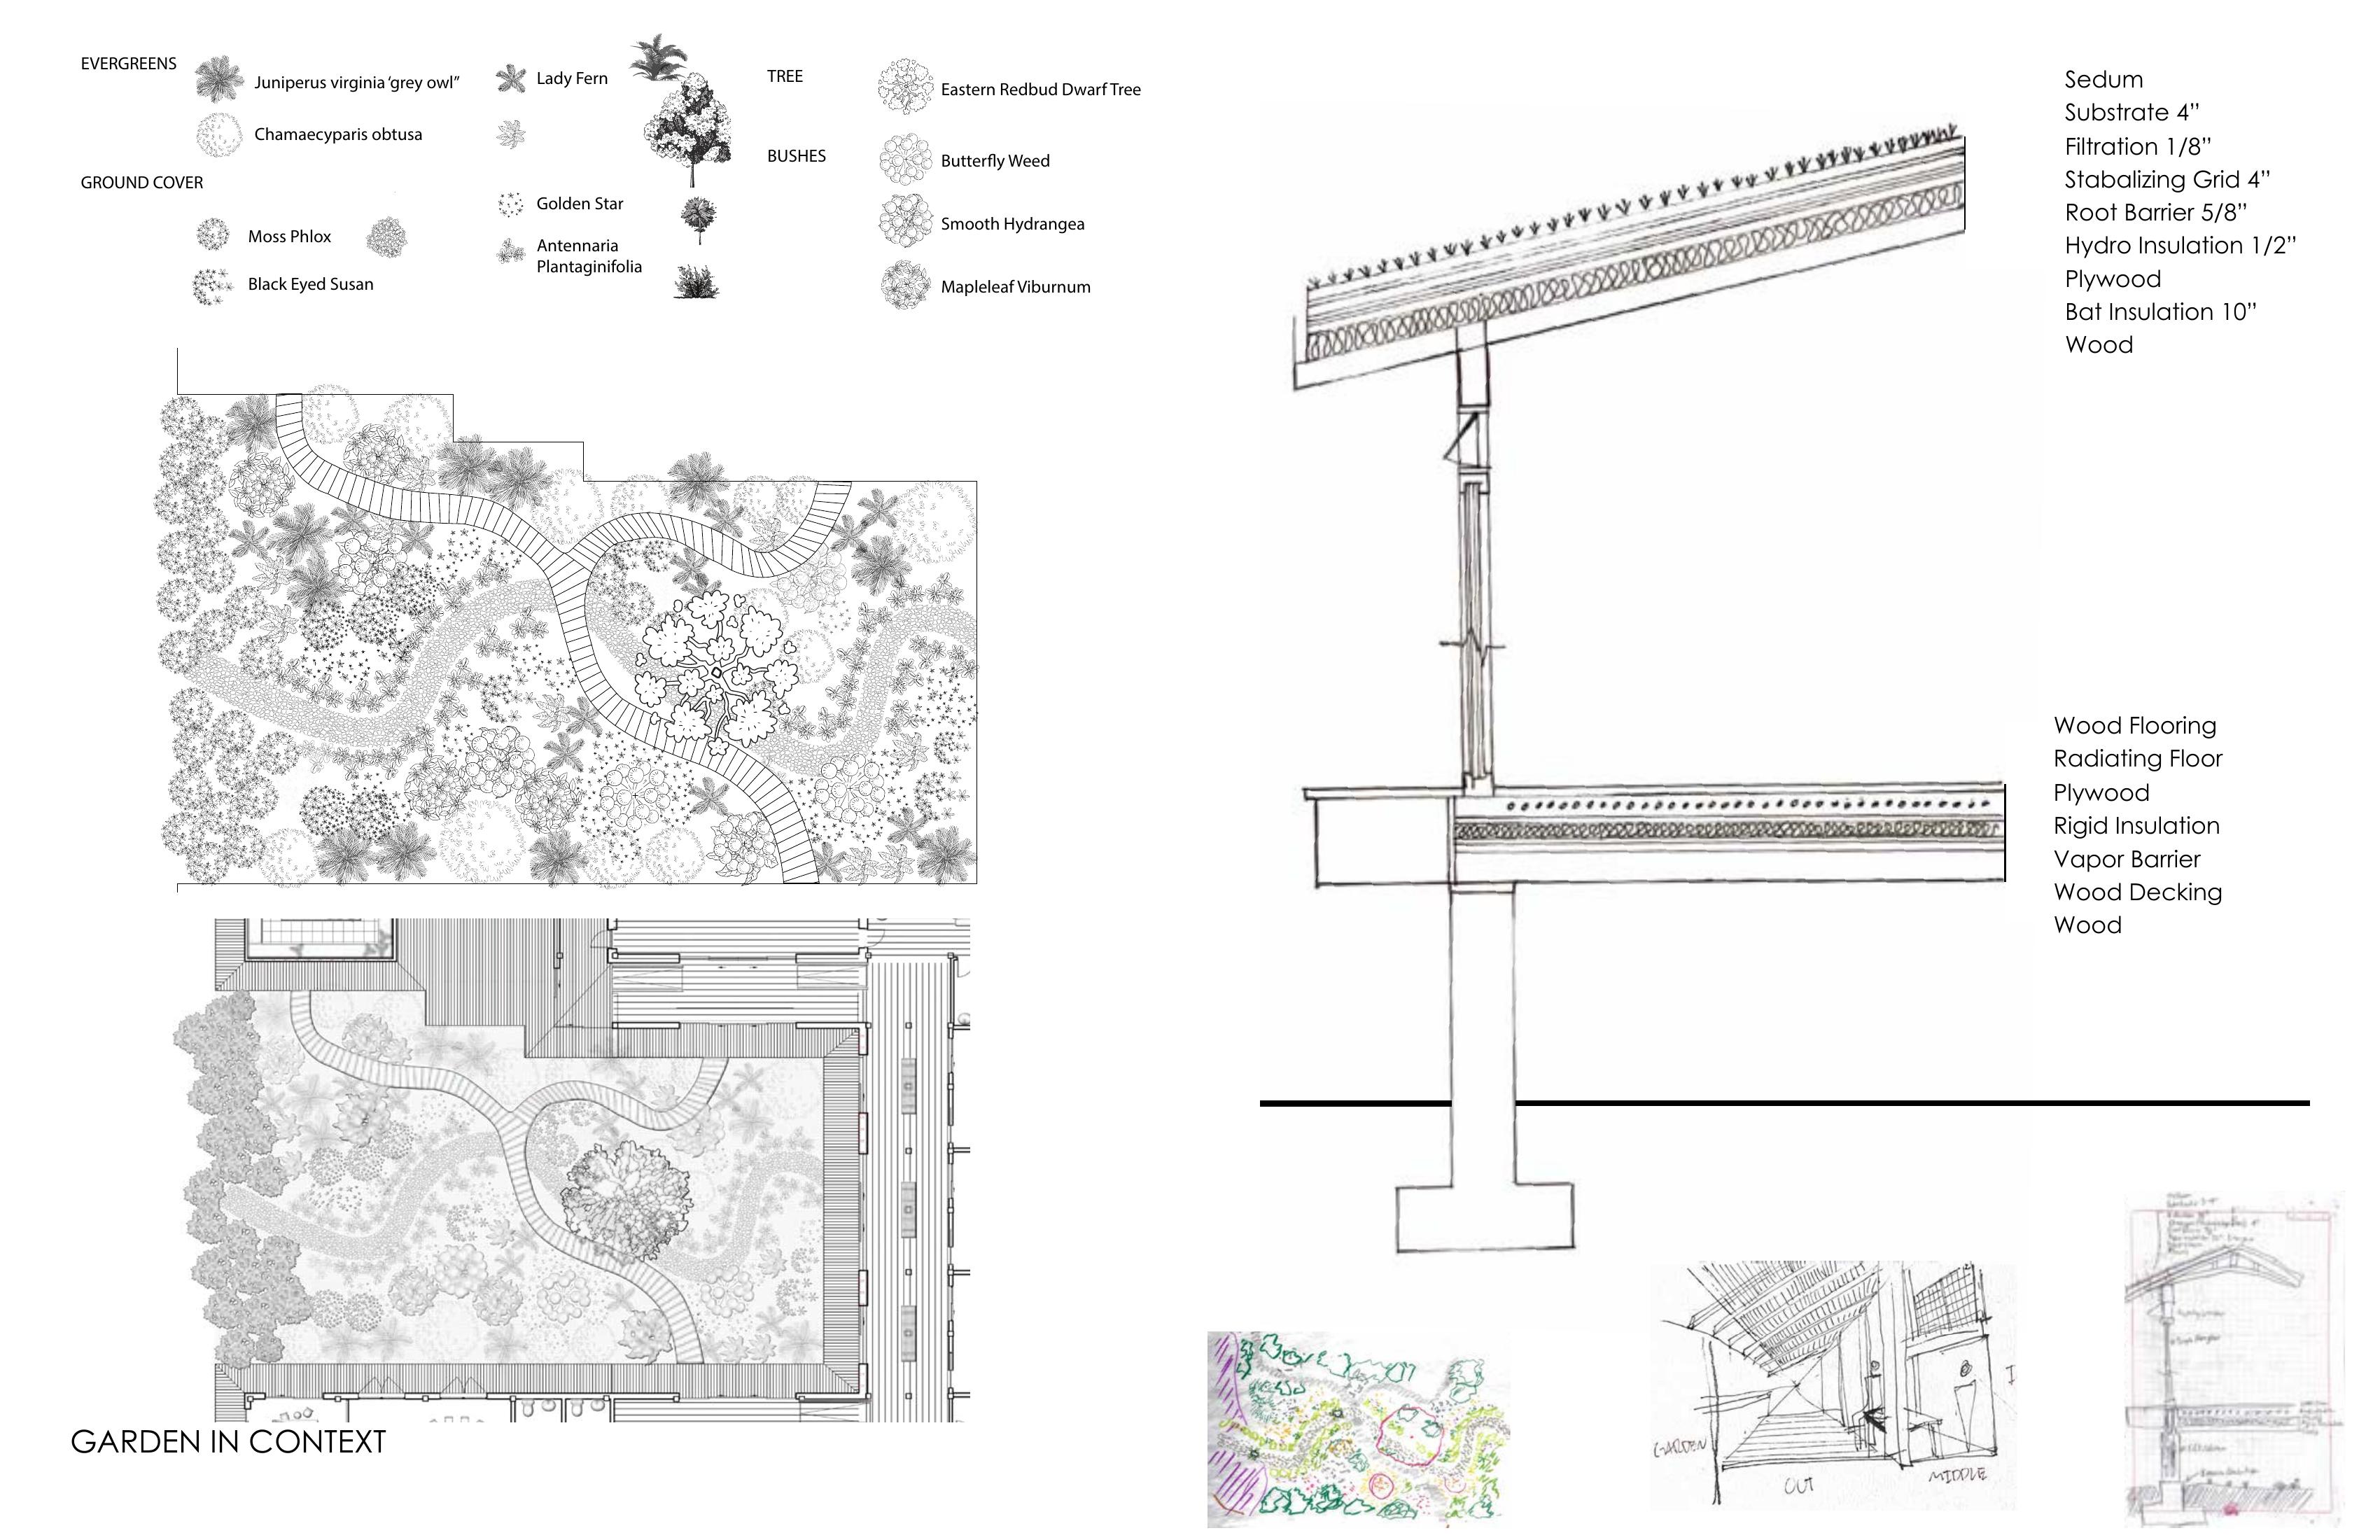 EVERGREENS
Juniperus virginia ‘grey owl”
Chamaecyparis obtusa
GROUND COVER
Moss Phlox
Black Eyed Susan
Lady Fern
Golden Star
Antennaria
Plantaginifolia
TREE
BUSHES
Eastern Redbud Dwarf Tree
Butterfly Weed
Smooth Hydrangea
Mapleleaf Viburnum
GARDEN IN CONTEXT
Sedum
Substrate 4”
Filtration 1/8”
Stabalizing Grid 4”
Root Barrier 5/8”
Hydro Insulation 1/2”
Plywood
Bat Insulation 10”
Wood
Wood Flooring
Radiating Floor
Plywood
Rigid Insulation
Vapor Barrier
Wood Decking
Wood
GARDEN
OUT
MIDDLE